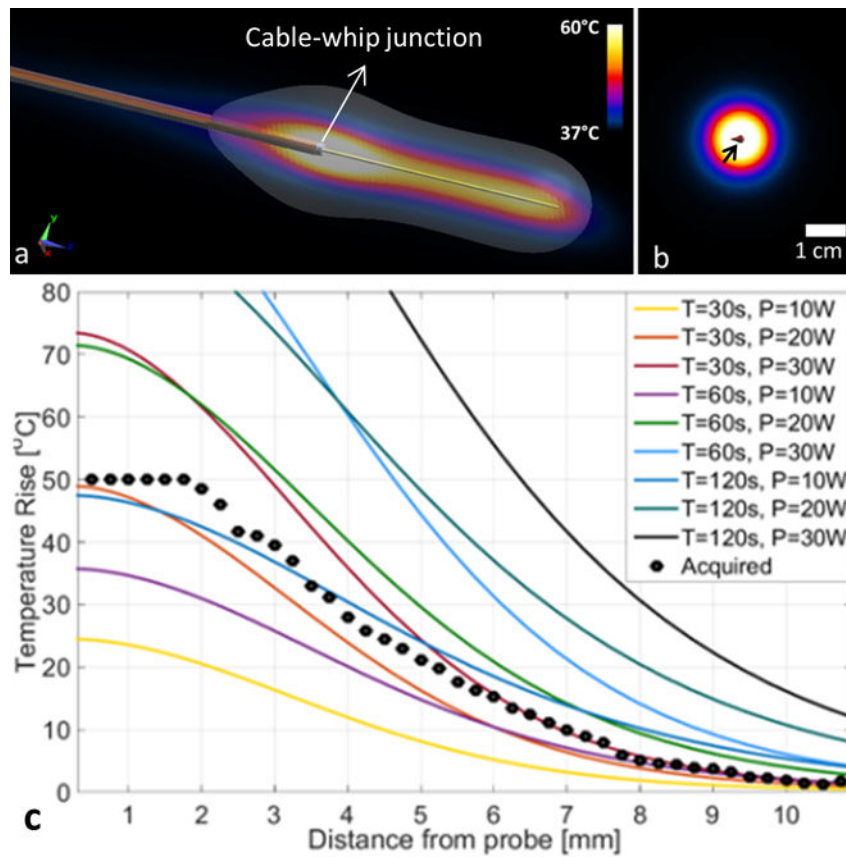 Cable-whip junction
60°C
37°C
y
z
x
a
b
1 cm
80
70
60
50
40
30
20
10
0
Temperature Rise [°C]
T=30s, P=10W
T=30s, P=20W
T=30s, P=30W
T=60s, P=10W
T=60s, P=20W
T=60s, P=30W
T=120s, P=10W
T=120s, P=20W
T=120s, P=30W
Acquired
1 2 3 4 5 6 7 8 9 10
Distance from probe [mm]
c